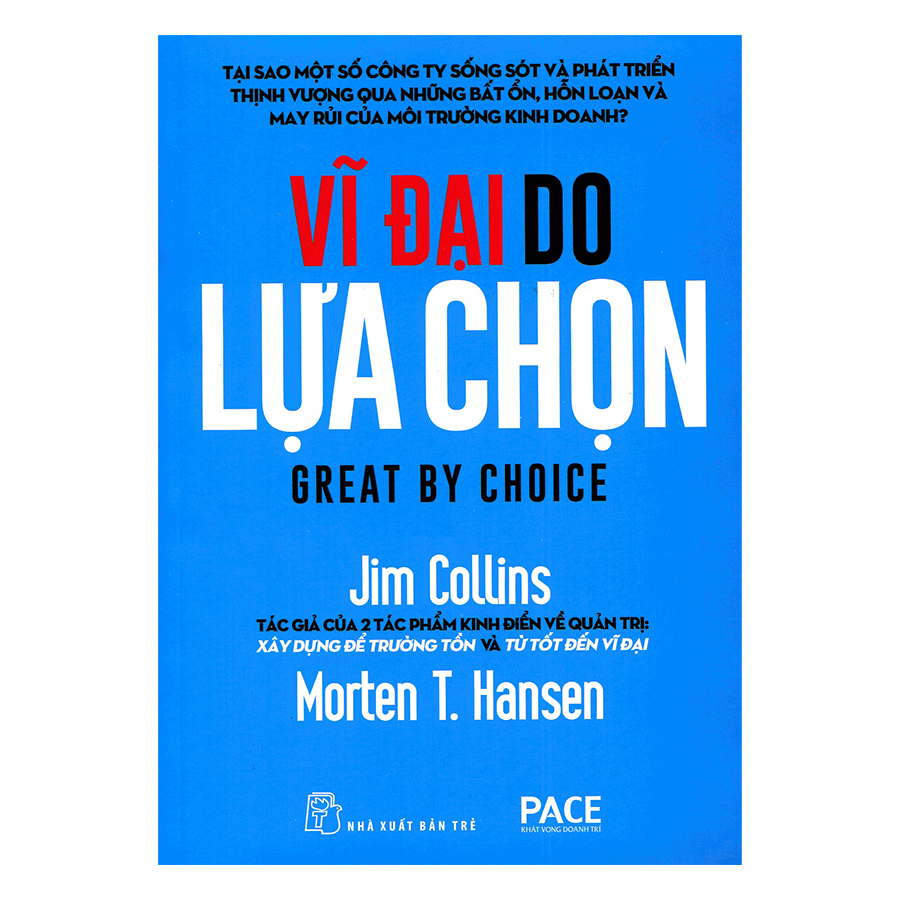 TẠI SAO MỘT SỐ CÔNG TY SỐNG SÓT VÀ PHÁT TRIỂN
THỊNH VƯỢNG QUA NHỮNG BẤT ỔN, HỖN LOẠN VÀ
MAY RỦI CỦA MÔI TRƯỜNG KINH DOANH?
VĨ ĐẠI DO
LỰA CHỌN
GREAT BY CHOICE
Jim Collins
TÁC GIẢ CỦA 2 TÁC PHẨM KINH ĐIỂN VỀ QUẢN TRỊ:
XÂY DỰNG ĐỂ TRƯỜNG TỒN VÀ TỪ TỐT ĐẾN VĨ ĐẠI
Morten T. Hansen
NHÀ XUẤT BẢN TRẺ
PACE
KHÁT VỌNG DOANH TRÍ